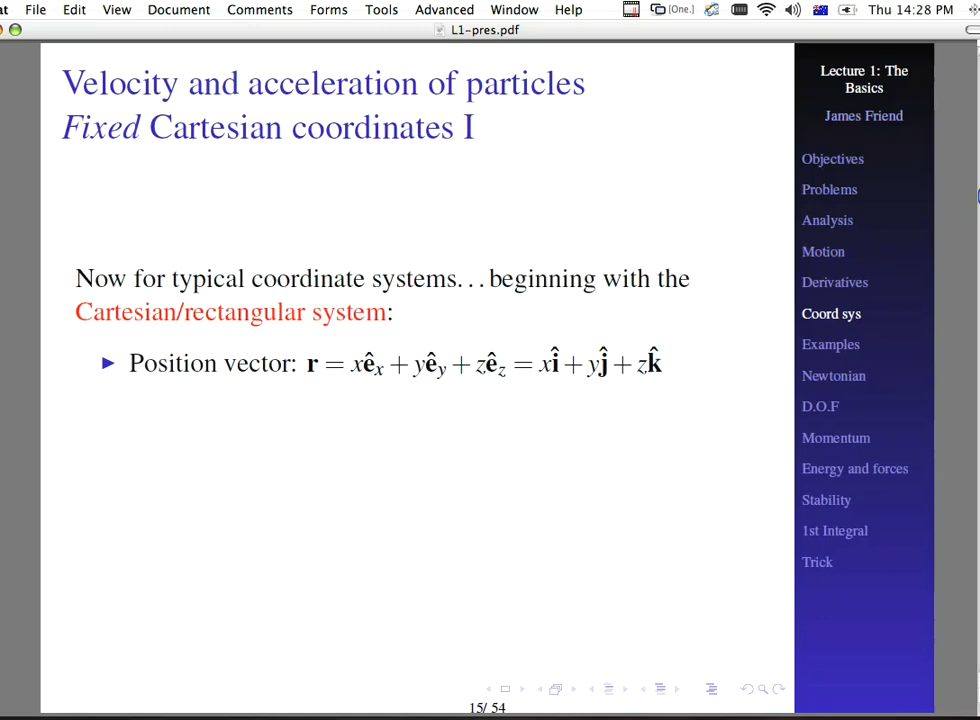 at File Edit View Document Comments Forms Tools Advanced Window Help [One.] Thu 14:28 PM
L1-pres.pdf
Velocity and acceleration of particles
Fixed Cartesian coordinates I
Now for typical coordinate systems...beginning with the
Cartesian/rectangular system:
► Position vector: r = xêₓ + yê_y + zê_z = xî + yĵ + zk̂
15/ 54
Lecture 1: The
Basics
James Friend
Objectives
Problems
Analysis
Motion
Derivatives
Coord sys
Examples
Newtonian
D.O.F
Momentum
Energy and forces
Stability
1st Integral
Trick